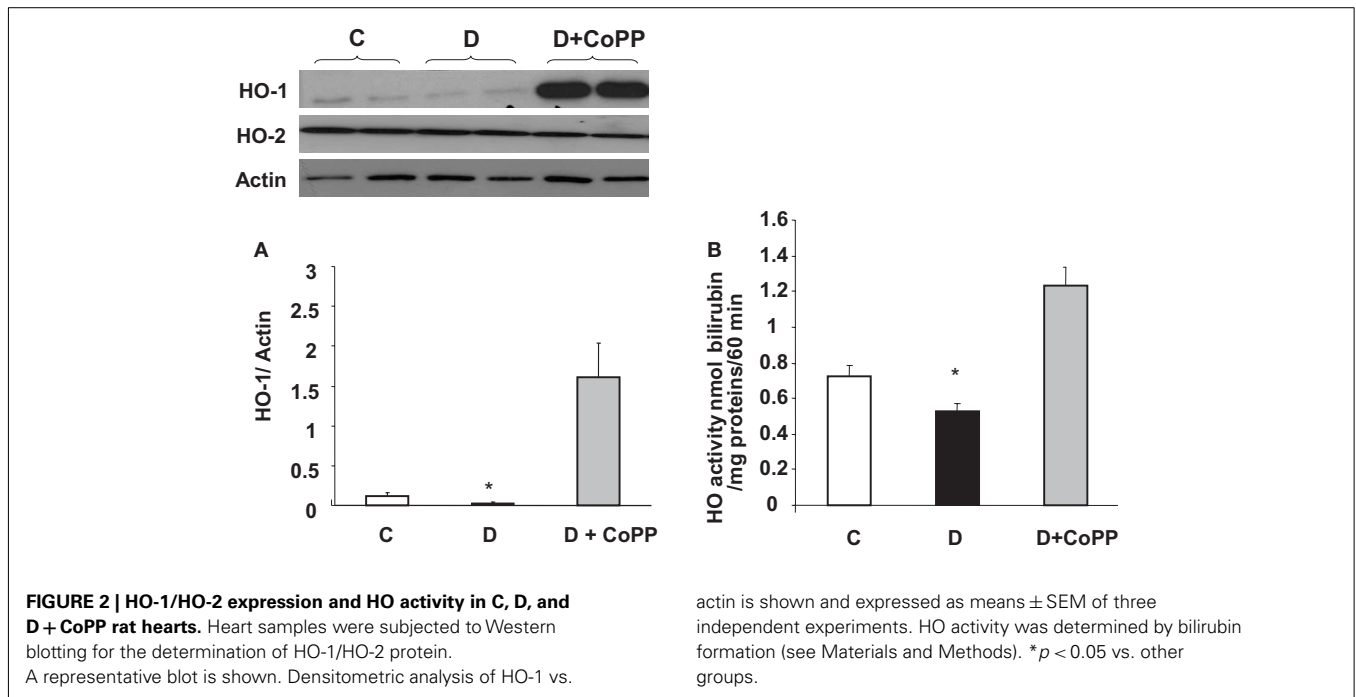 C D D+CoPP
HO-1
HO-2
Actin
A
3
2.5
2
1.5
1
0.5
0
HO-1/ Actin
*
C D D + CoPP
B
1.6
1.4
1.2
1
0.8
0.6
0.4
0.2
0
HO activity nmol bilirubin
/mg proteins/60 min
*
C D D+CoPP
FIGURE 2 | HO-1/HO-2 expression and HO activity in C, D, and
D + CoPP rat hearts. Heart samples were subjected to Western
blotting for the determination of HO-1/HO-2 protein.
A representative blot is shown. Densitometric analysis of HO-1 vs.
actin is shown and expressed as means ± SEM of three
independent experiments. HO activity was determined by bilirubin
formation (see Materials and Methods). *p < 0.05 vs. other
groups.